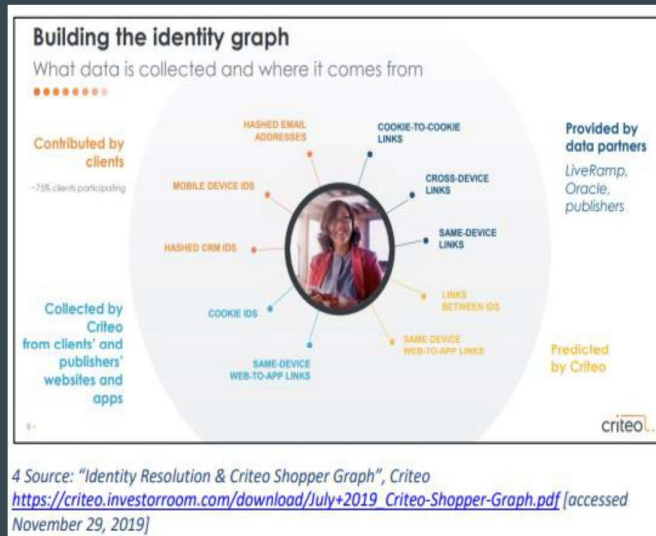 Building the identity graph
What data is collected and where it comes from
Contributed by
clients
~75% clients participating
HASHED EMAIL
ADDRESSES
MOBILE DEVICE IDS
HASHED CRM IDS
COOKIE-TO-COOKIE
LINKS
CROSS-DEVICE
LINKS
SAME-DEVICE
LINKS
Provided by
data partners
LiveRamp,
Oracle,
publishers
Collected by
Criteo
from clients' and
publishers'
websites and
apps
COOKIE IDS
SAME-DEVICE
WEB-TO-APP LINKS
LINKS
BETWEEN IDS
SAME DEVICE
WEB-TO-APP LINKS
Predicted
by Criteo
6 -
criteo
4 Source: “Identity Resolution & Criteo Shopper Graph”, Criteo
https://criteo.investorroom.com/download/July+2019_Criteo-Shopper-Graph.pdf [accessed
November 29, 2019]